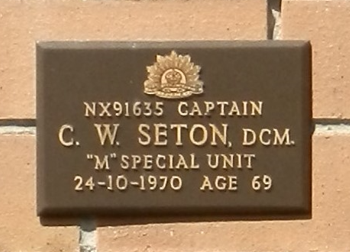 NX91635 CAPTAIN
C. W. SETON, DCM.
"M" SPECIAL UNIT
24-10-1970 AGE 69